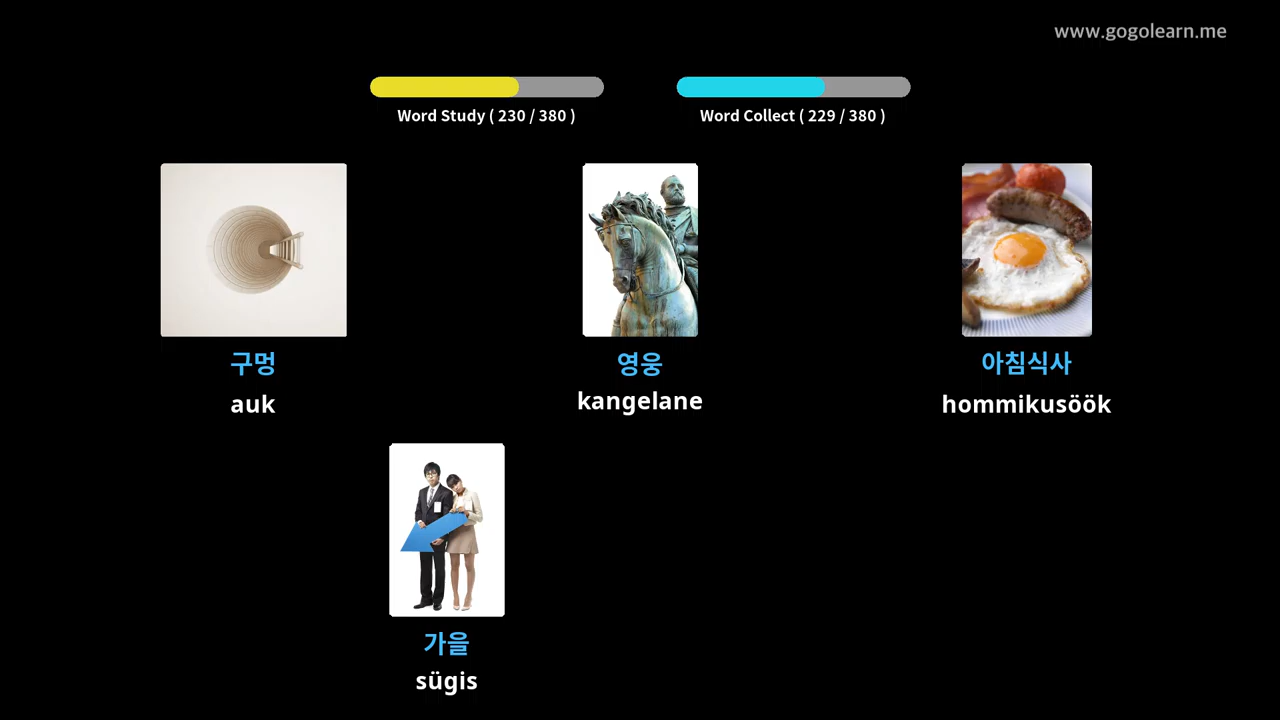 www.gogolearn.me
Word Study ( 230 / 380 )
Word Collect ( 229 / 380 )
구멍
auk
영웅
kangelane
아침식사
hommikusöök
가을
sügis